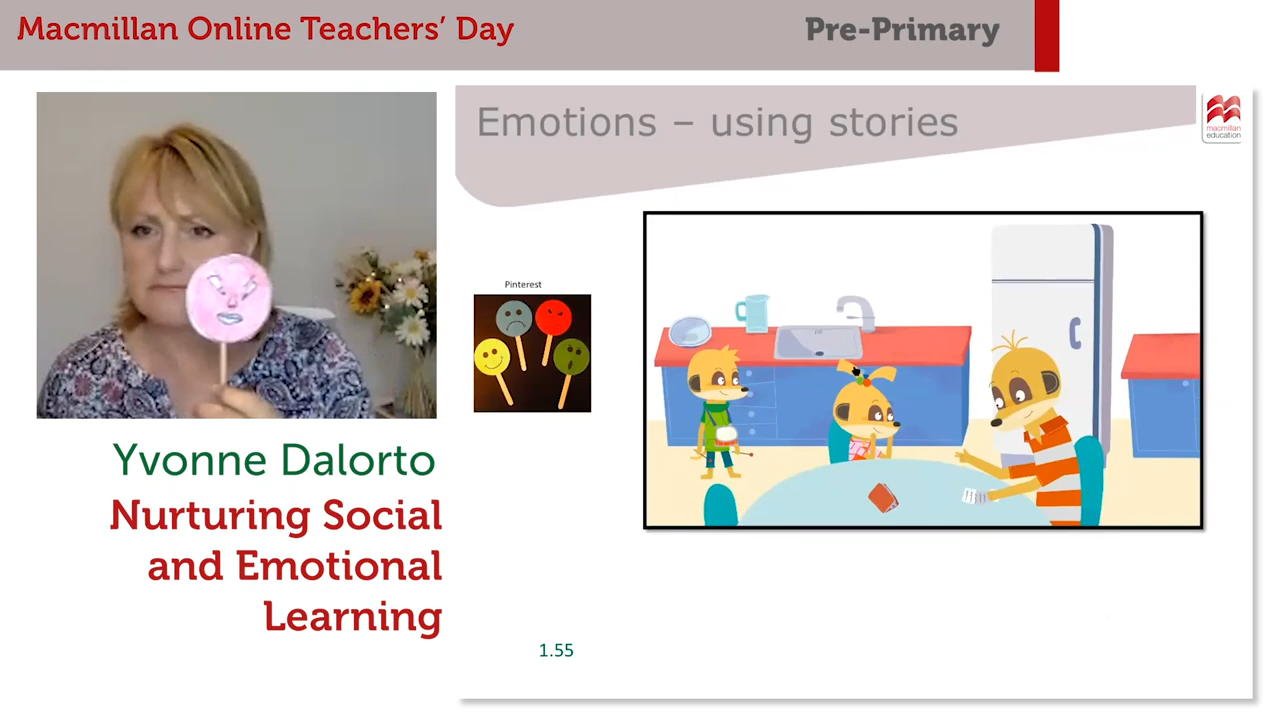 Macmillan Online Teachers’ Day
Pre-Primary
Emotions – using stories
macmillan
education
Pinterest
Yvonne Dalorto
Nurturing Social
and Emotional
Learning
1.55